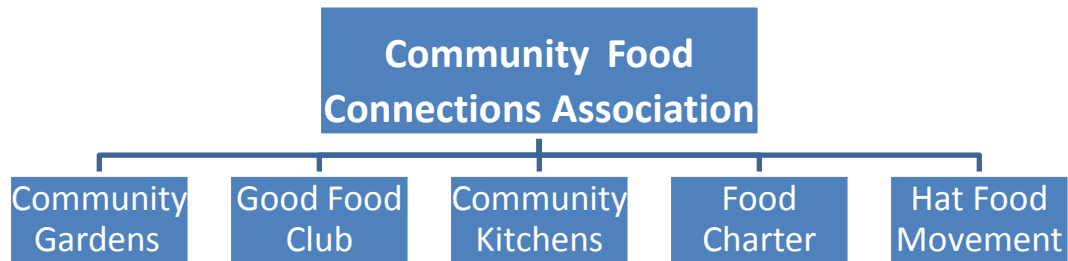 Community Food
Connections Association
Community
Gardens
Good Food
Club
Community
Kitchens
Food
Charter
Hat Food
Movement